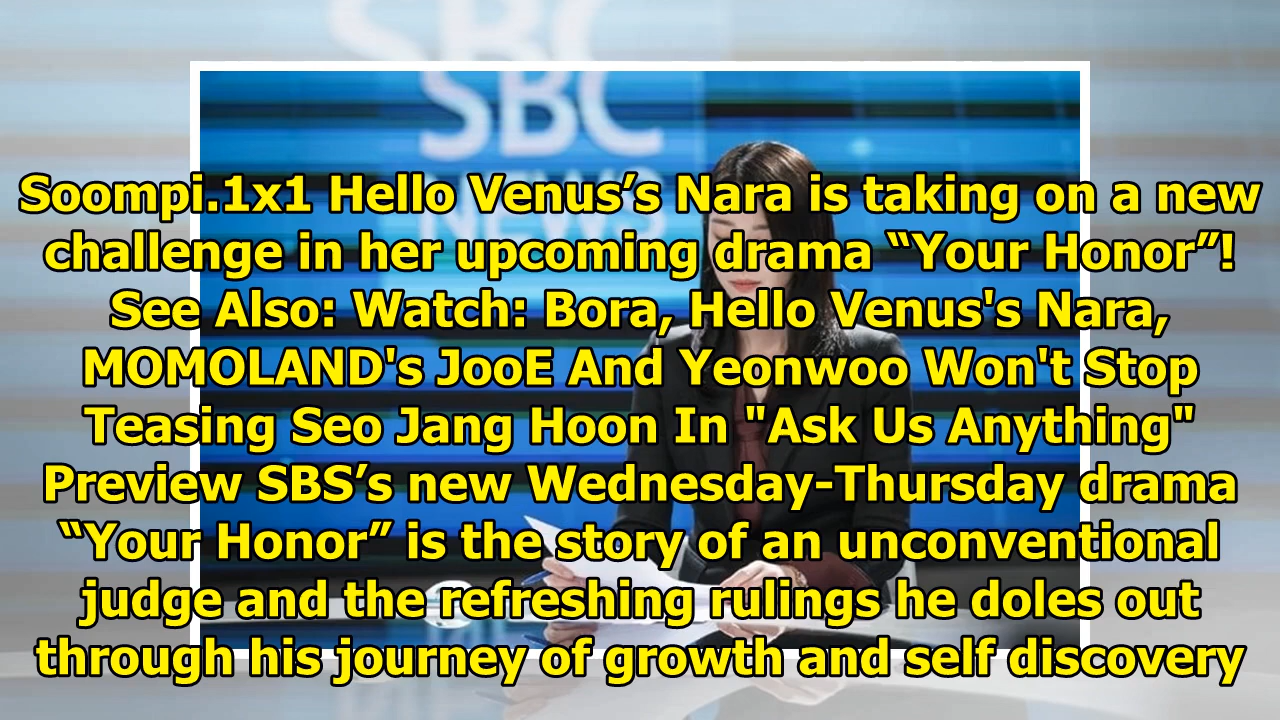 SBC
SBC
NEWS
Soompi.1x1 Hello Venus’s Nara is taking on a new
challenge in her upcoming drama “Your Honor”!
See Also: Watch: Bora, Hello Venus's Nara,
MOMOLAND's JooE And Yeonwoo Won't Stop
Teasing Seo Jang Hoon In "Ask Us Anything"
Preview SBS’s new Wednesday-Thursday drama
“Your Honor” is the story of an unconventional
judge and the refreshing rulings he doles out
through his journey of growth and self discovery